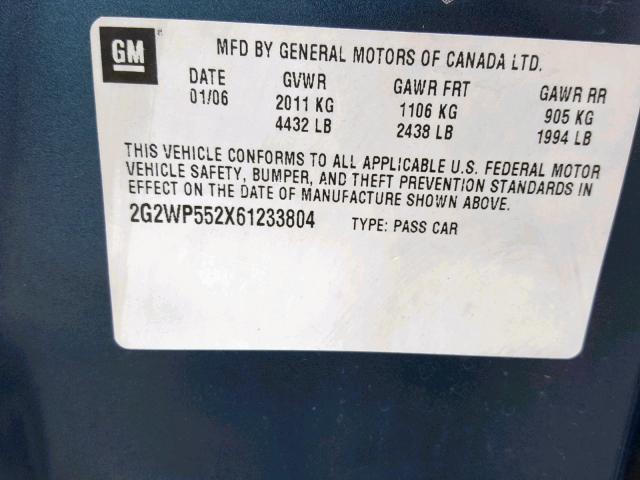 GM
MFD BY GENERAL MOTORS OF CANADA LTD.
DATE GVWR GAWR FRT GAWR RR
01/06 2011 KG 1106 KG 905 KG
4432 LB 2438 LB 1994 LB
THIS VEHICLE CONFORMS TO ALL APPLICABLE U.S. FEDERAL MOTOR
VEHICLE SAFETY, BUMPER, AND THEFT PREVENTION STANDARDS IN
EFFECT ON THE DATE OF MANUFACTURE SHOWN ABOVE.
2G2WP552X61233804 TYPE: PASS CAR